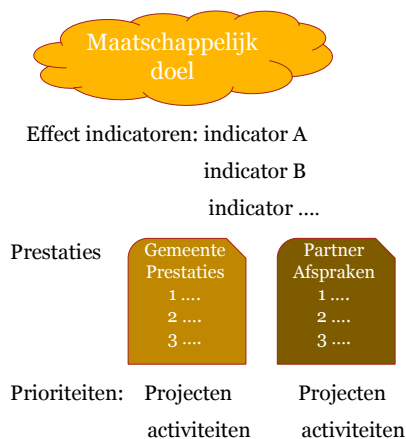 Maatschappelijk
doel
Effect indicatoren: indicator A
indicator B
indicator ....
Prestaties
Gemeente
Prestaties
1 ....
2 ....
3 ....
Partner
Afspraken
1 ....
2 ....
3 ....
Prioriteiten: Projecten Projecten
activiteiten activiteiten